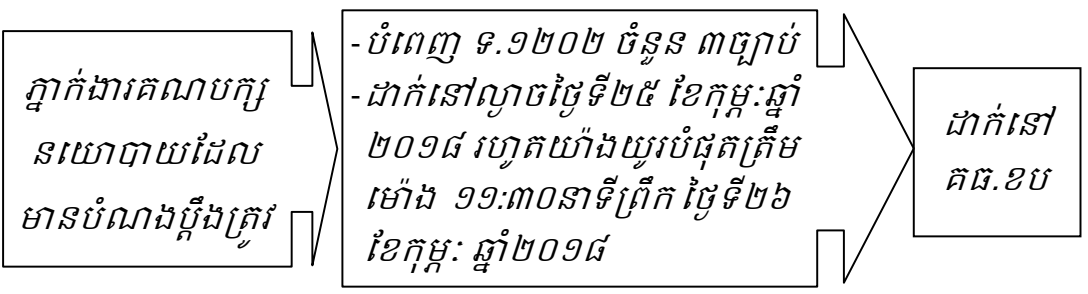 ភ្នាក់ងារគណបក្ស
នយោបាយដែល
មានបំណងប្តឹងត្រូវ
- បំពេញ ទ.១២០២ ចំនួន ៣ច្បាប់
- ដាក់នៅល្ងាចថ្ងៃទី២៥ ខែកុម្ភៈឆ្នាំ
២០១៨ រហូតយ៉ាងយូរបំផុតត្រឹម
ម៉ោង ១១:៣០នាទីព្រឹក ថ្ងៃទី២៦
ខែកុម្ភៈ ឆ្នាំ២០១៨
ដាក់នៅ
គធ.ខប